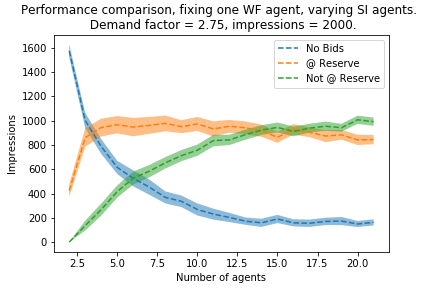 Performance comparison, fixing one WF agent, varying SI agents.
Demand factor = 2.75, impressions = 2000.
No Bids
@ Reserve
Not @ Reserve
Impressions
1600
1400
1200
1000
800
600
400
200
0
2.5 5.0 7.5 10.0 12.5 15.0 17.5 20.0
Number of agents